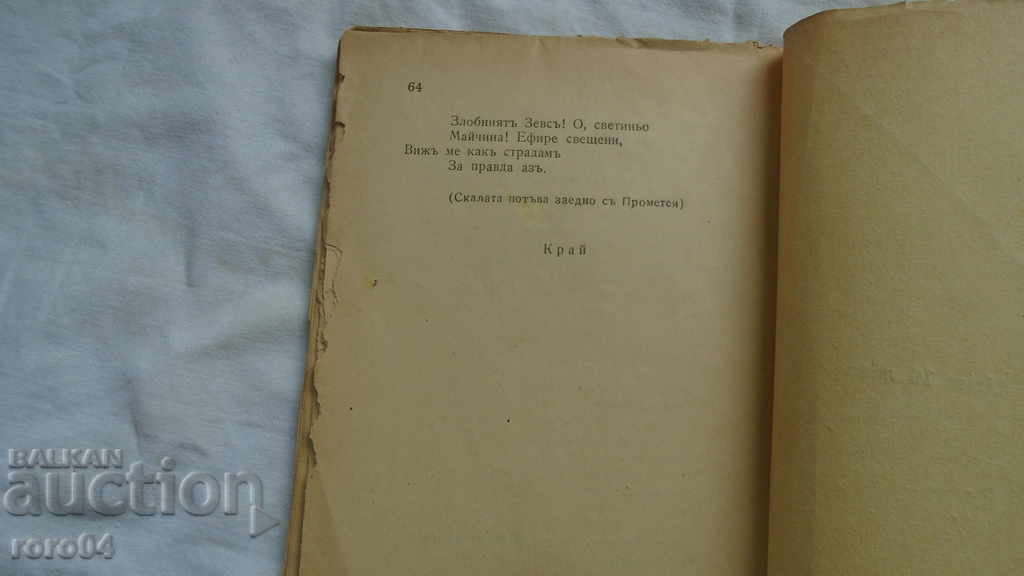 64
Злобниятъ Зевсъ! О, светиньо
Майчина! Ефире свещени,
Вижъ ме какъ страдамъ
За правда азъ.
(Скалата потъва заедно съ Прометея)
Край
BALKAN
auction
roro04